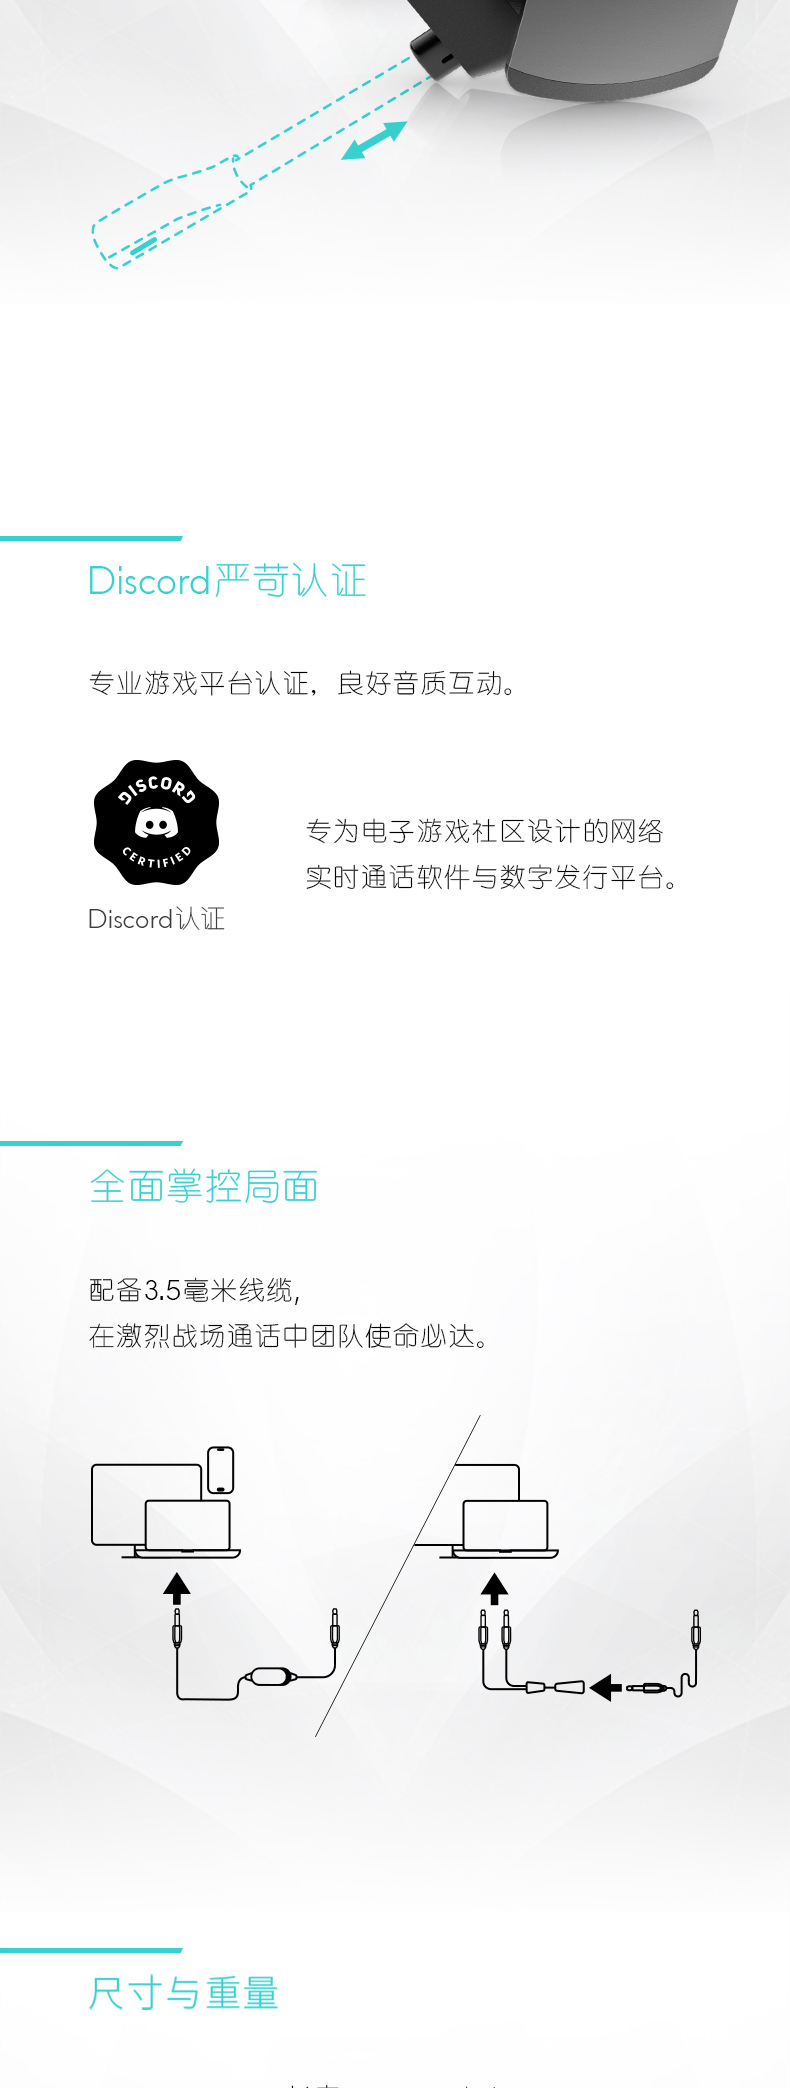 Discord严苛认证
专业游戏平台认证，良好音质互动。
DISCORD
CERTIFIED
Discord认证
专为电子游戏社区设计的网络
实时通话软件与数字发行平台。
全面掌控局面
配备3.5毫米线缆,
在激烈战场通话中团队使命必达。
尺寸与重量